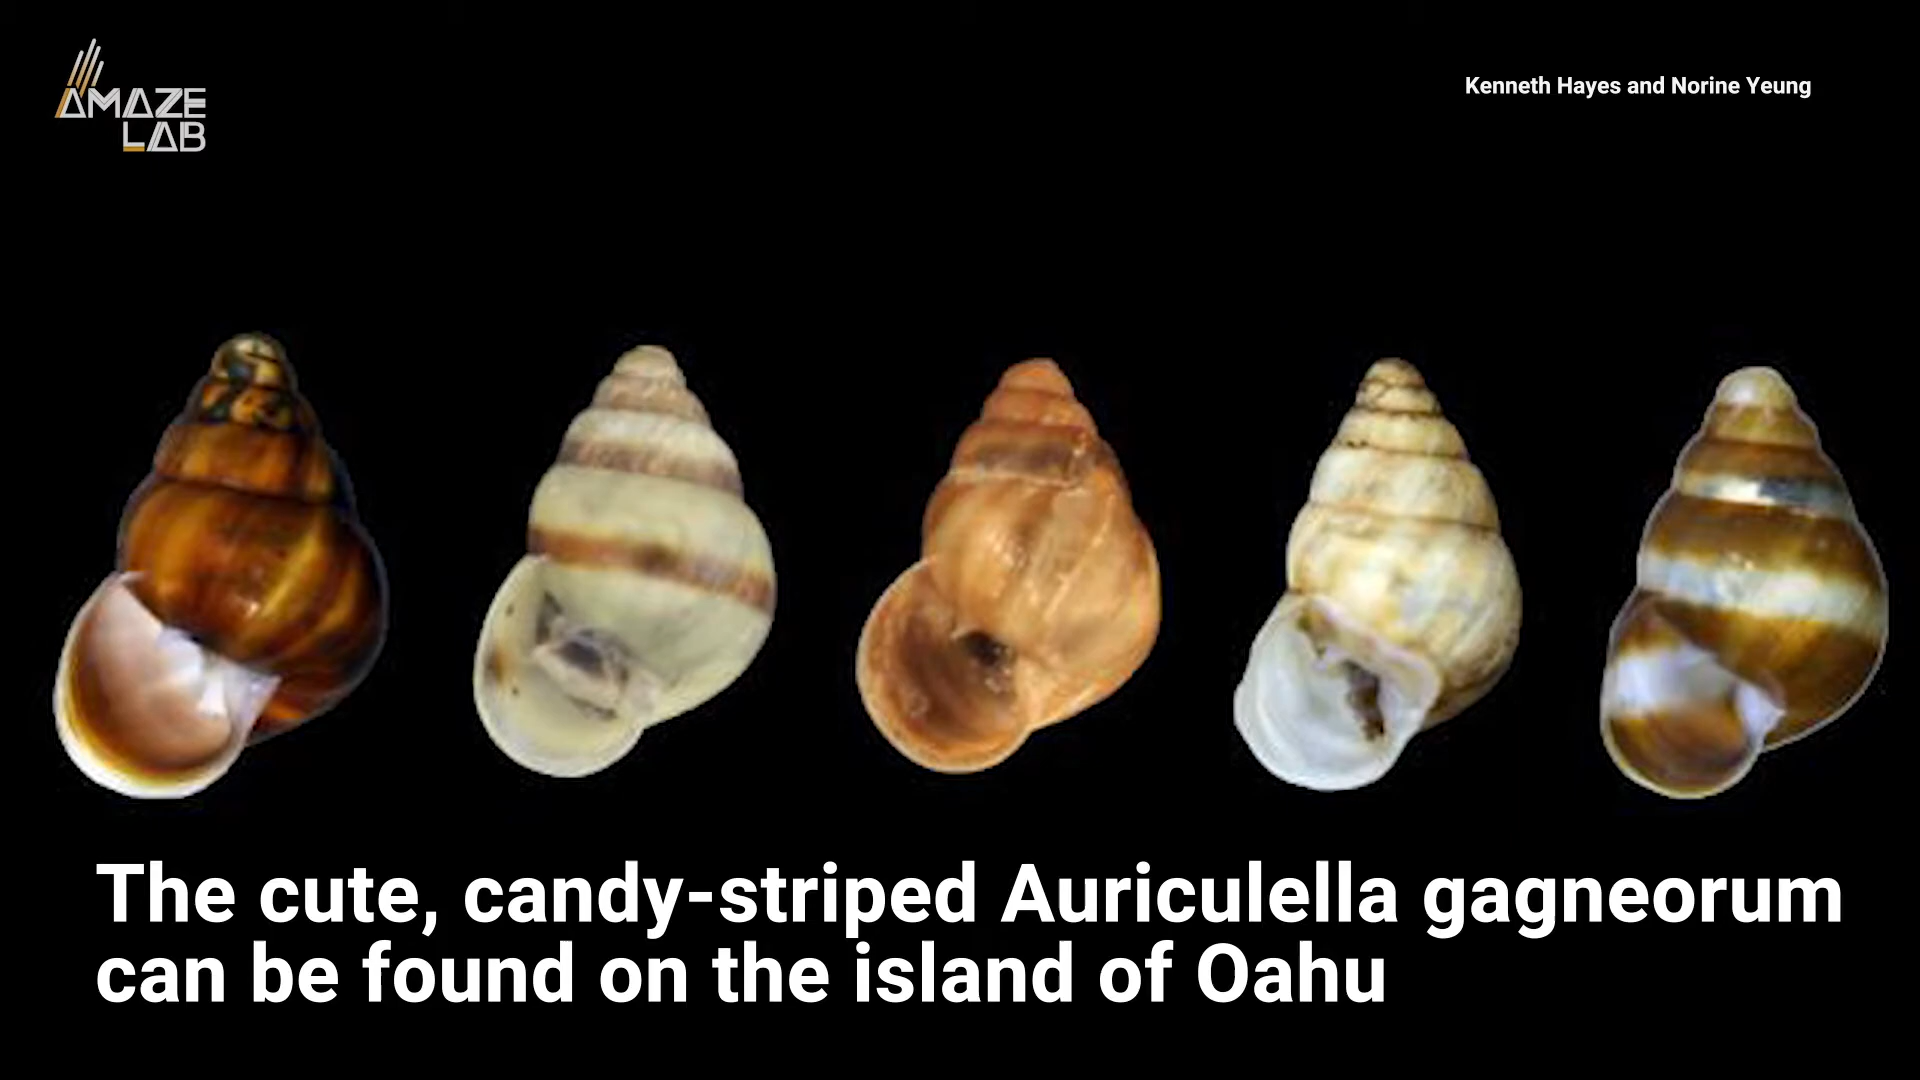 AMAZE
LAB
Kenneth Hayes and Norine Yeung
The cute, candy-striped Auriculella gagneorum
can be found on the island of Oahu